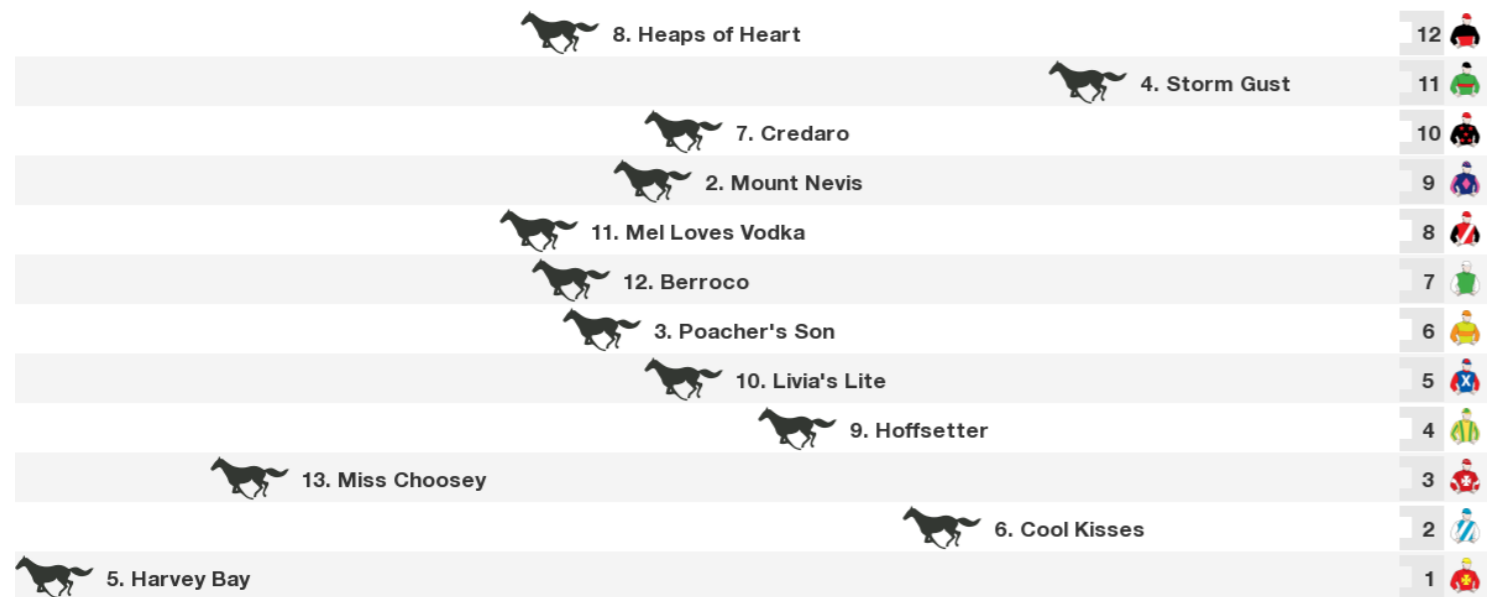 8. Heaps of Heart 12
4. Storm Gust 11
7. Credaro 10
2. Mount Nevis 9
11. Mel Loves Vodka 8
12. Berroco 7
3. Poacher's Son 6
10. Livia's Lite 5 X
9. Hoffsetter 4
13. Miss Choosey 3
6. Cool Kisses 2
5. Harvey Bay 1